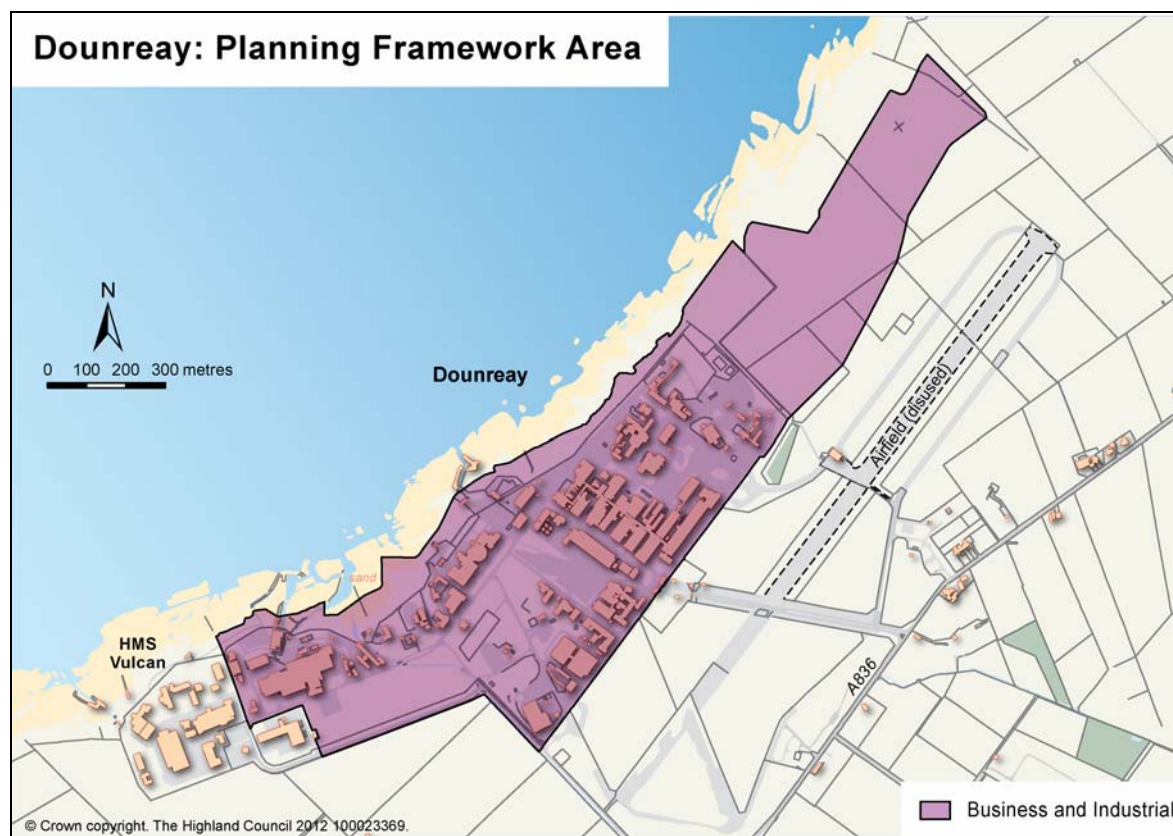 Dounreay: Planning Framework Area
N
0 100 200 300 metres
Dounreay
Airfield (disused)
sand
HMS
Vulcan
A836
Business and Industrial
© Crown copyright. The Highland Council 2012 100023369.